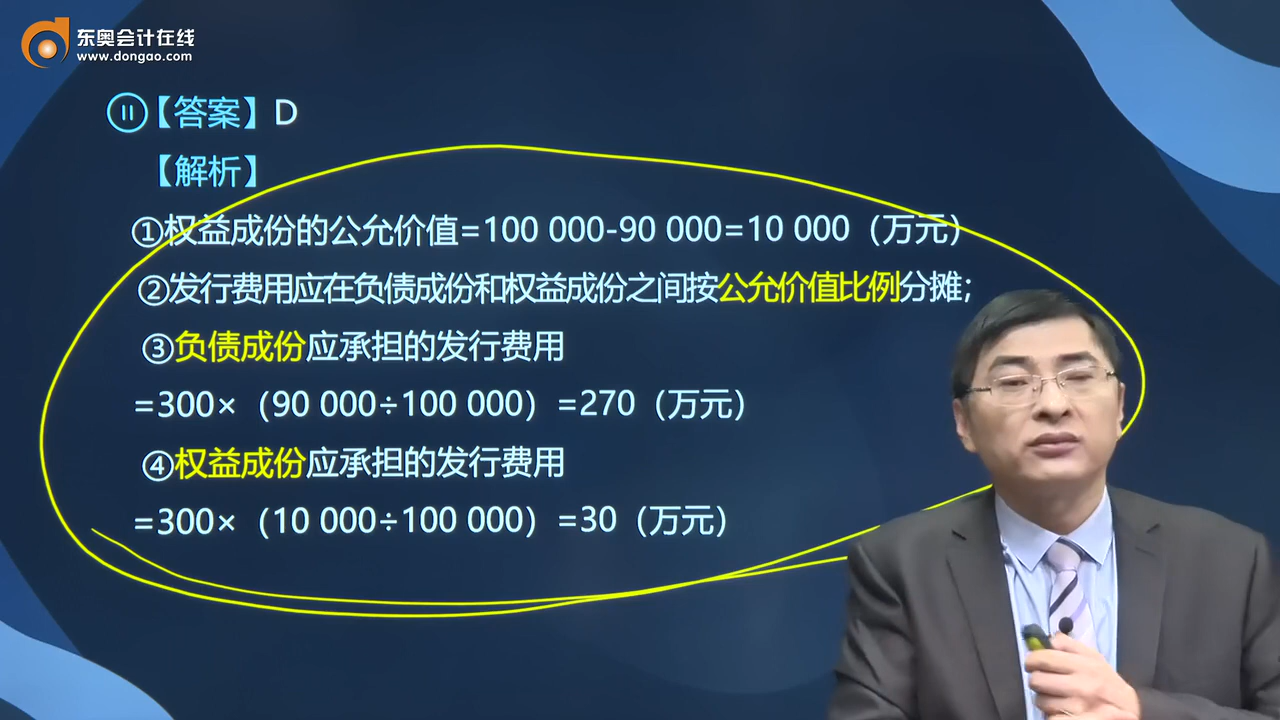 东奥会计在线
www.dongao.com
⑪【答案】D
【解析】
①权益成份的公允价值=100 000-90 000=10 000（万元）
②发行费用应在负债成份和权益成份之间按公允价值比例分摊；
③负债成份应承担的发行费用
=300×（90 000÷100 000）=270（万元）
④权益成份应承担的发行费用
=300×（10 000÷100 000）=30（万元）